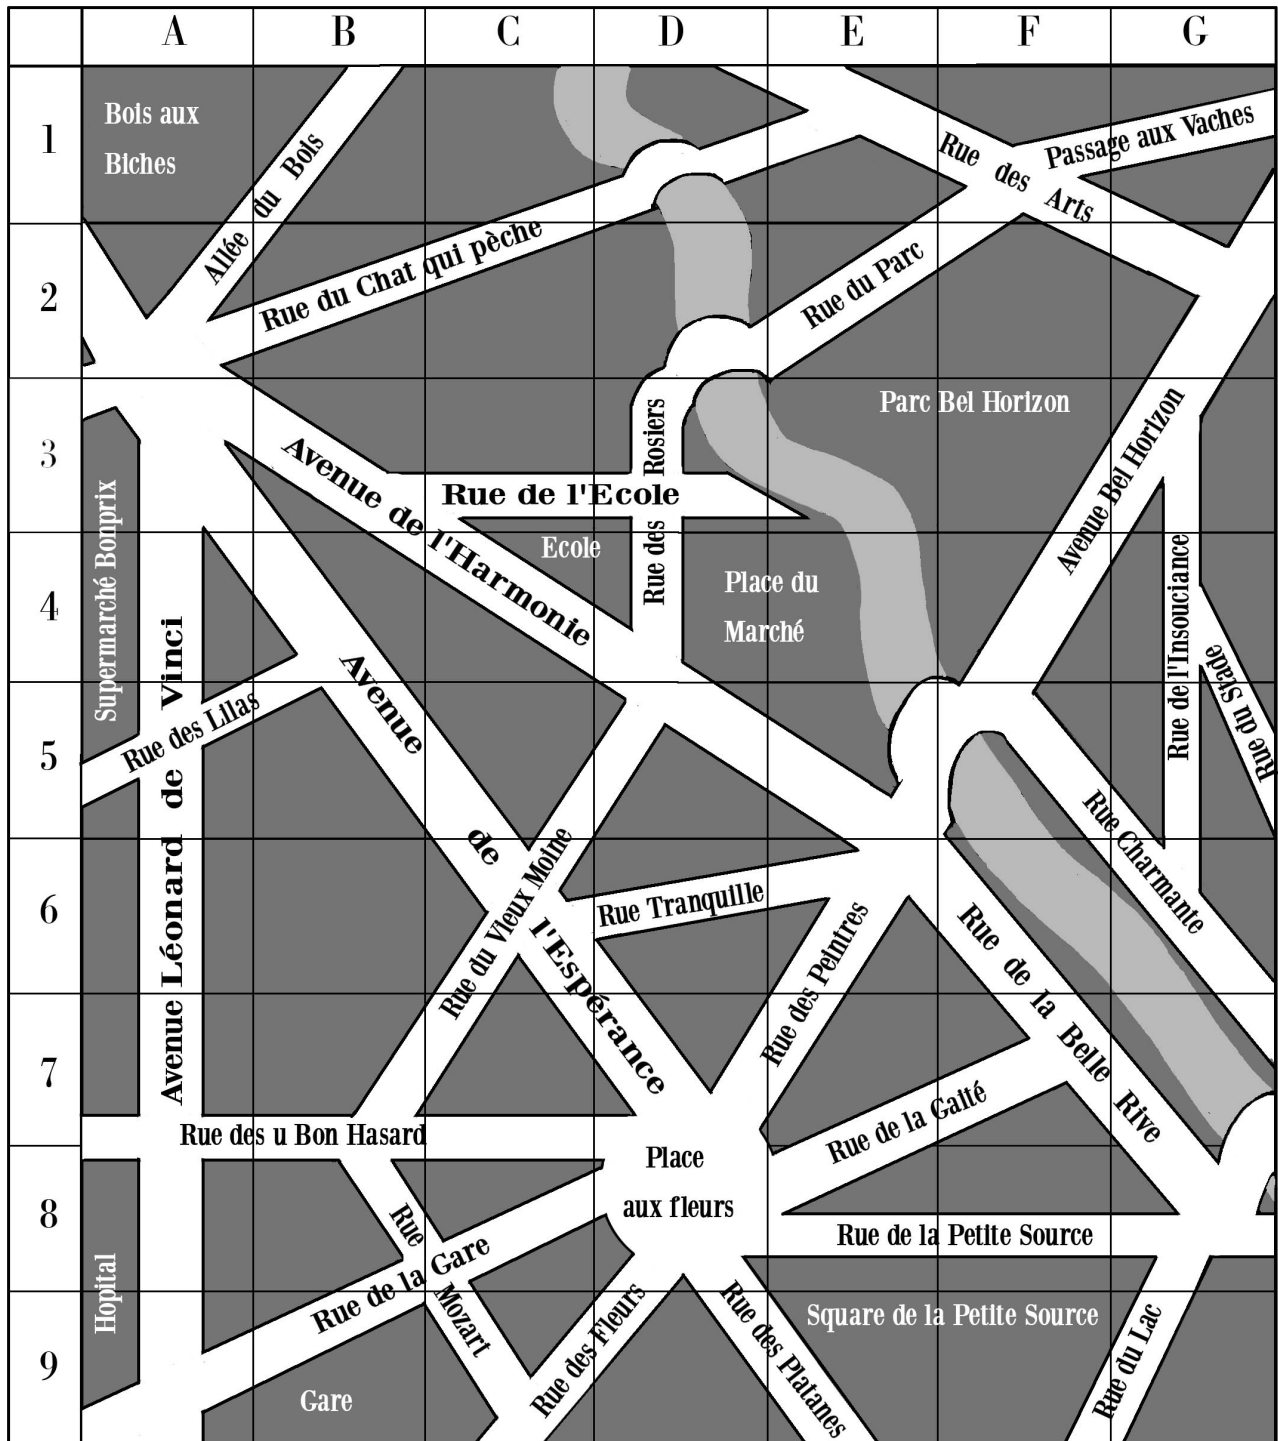 A B C D E F G
1
2
3
4
5
6
7
8
9
Bois aux
Biches
Allée du Bois
Rue du Chat qui pèche
Rue des Arts
Passage aux Vaches
Rue du Parc
Parc Bel Horizon
Avenue Bel Horizon
Supermarché Bonprix
Avenue de l'Harmonie
Rue de l'Ecole
Rue des Rosiers
Ecole
Place du
Marché
Rue de l'Insouciance
Rue du Stade
Avenue Léonard de Vinci
Rue des Lilas
Avenue de l'Espérance
Rue du Vieux Moine
Rue Tranquille
Rue des Peintres
Rue Charmante
Rue de la Belle Rive
Rue de la Gaité
Rue des u Bon Hasard
Place
aux fleurs
Rue de la Petite Source
Hopital
Rue Mozart
Rue de la Gare
Gare
Rue des Fleurs
Rue des Platanes
Square de la Petite Source
Rue du Lac